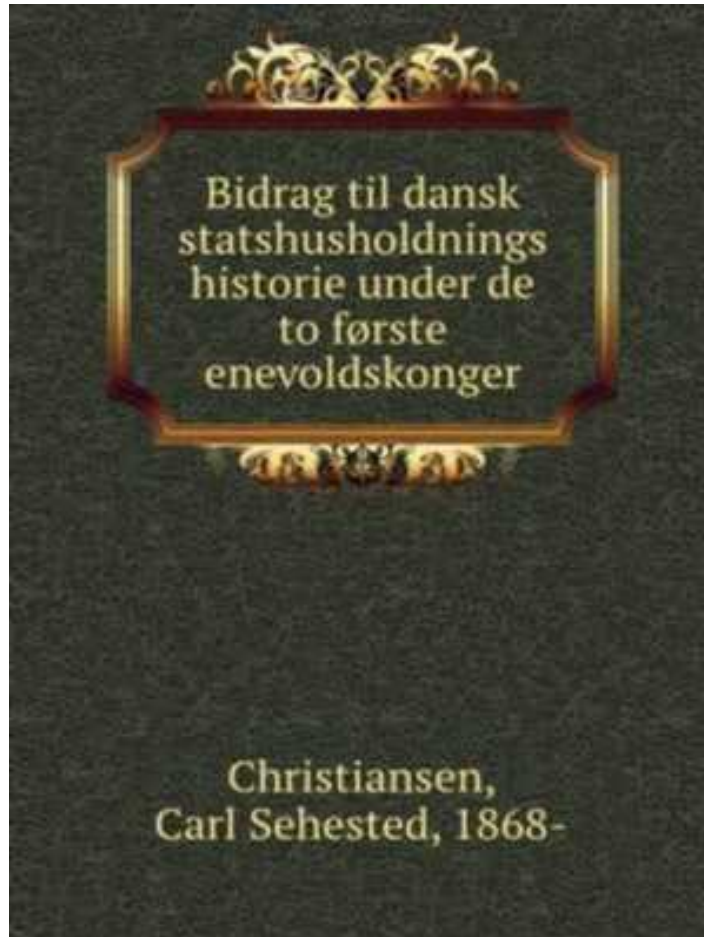 Bidrag til dansk
statshusholdnings
historie under de
to første
enevoldskonger
Christiansen,
Carl Sehested, 1868-